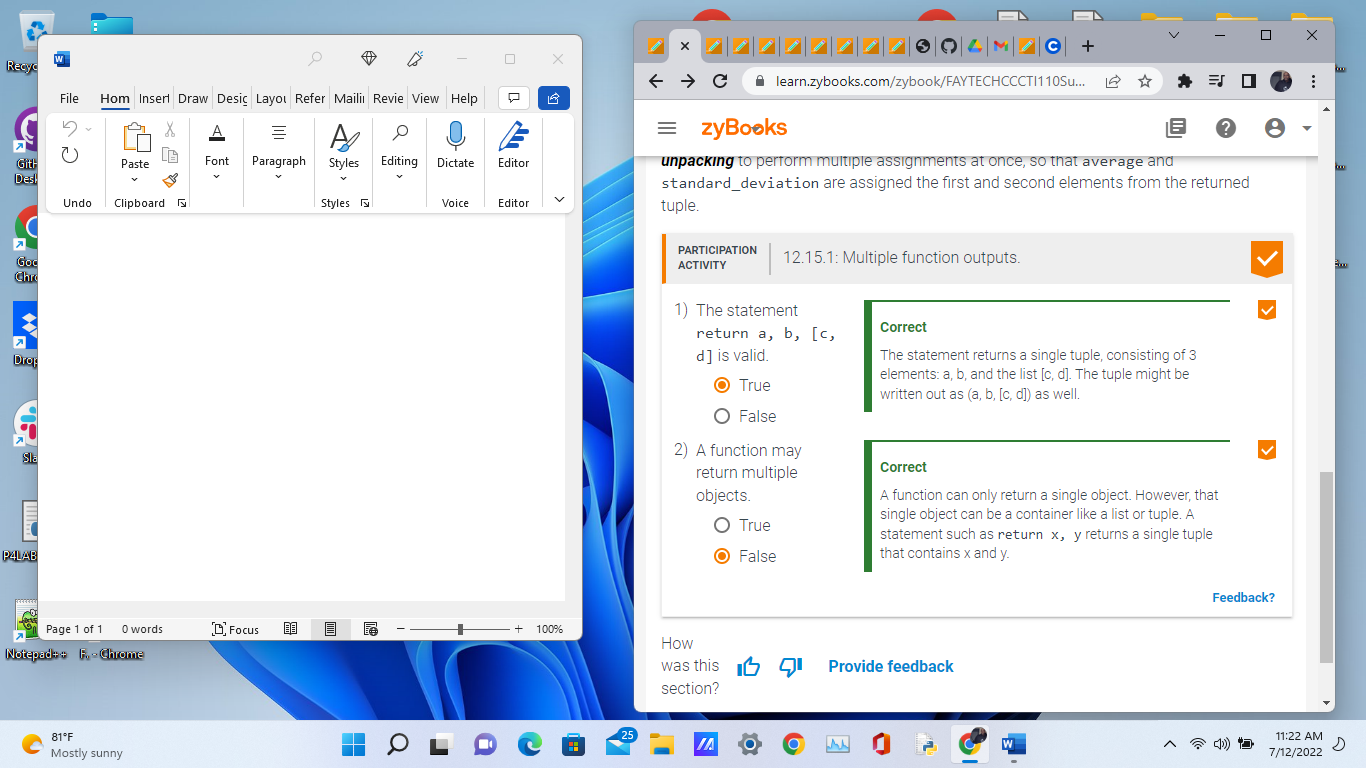 Recyc
GitH
Desk
Goo
Chro
Drop
Sla
P4LAB
Notepad++
F.. - Chrome
File Hom Insert Draw Desig Layou Refer Mailin Revie View Help
Undo
Paste
Clipboard
Font
Paragraph
Styles
Styles
Editing
Dictate
Voice
Editor
Editor
Page 1 of 1 0 words Focus 100%
learn.zybooks.com/zybook/FAYTECHCCCTI110Su...
zyBooks
unpacking to perform multiple assignments at once, so that average and
standard_deviation are assigned the first and second elements from the returned
tuple.
PARTICIPATION
ACTIVITY
12.15.1: Multiple function outputs.
1) The statement
return a, b, [c,
d] is valid.
True
False
Correct
The statement returns a single tuple, consisting of 3
elements: a, b, and the list [c, d]. The tuple might be
written out as (a, b, [c, d]) as well.
2) A function may
return multiple
objects.
True
False
Correct
A function can only return a single object. However, that
single object can be a container like a list or tuple. A
statement such as return x, y returns a single tuple
that contains x and y.
Feedback?
How
was this
section?
Provide feedback
81°F
Mostly sunny
25
11:22 AM
7/12/2022